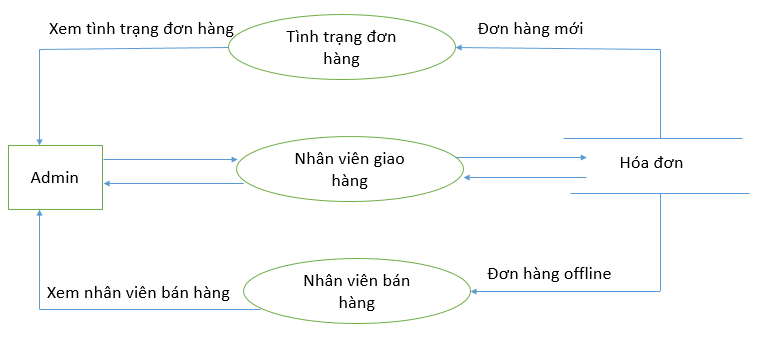 Xem tình trạng đơn hàng
Tình trạng đơn
hàng
Đơn hàng mới
Admin
Nhân viên giao
hàng
Hóa đơn
Xem nhân viên bán hàng
Nhân viên bán
hàng
Đơn hàng offline